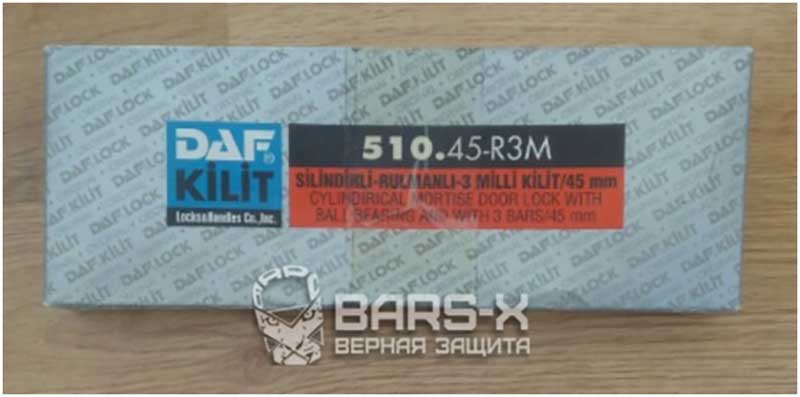 DAF®
KİLİT
Locks&Handles Co.,Inc.
510.45-R3M
SİLİNDİRLİ-RULMANLI-3 MİLLİ KİLİT/45 mm
CYLINDIRICAL MORTISE DOOR LOCK WITH
BALL BEARING AND WITH 3 BARS/45 mm
BARS-X
ВЕРНАЯ ЗАЩИТА